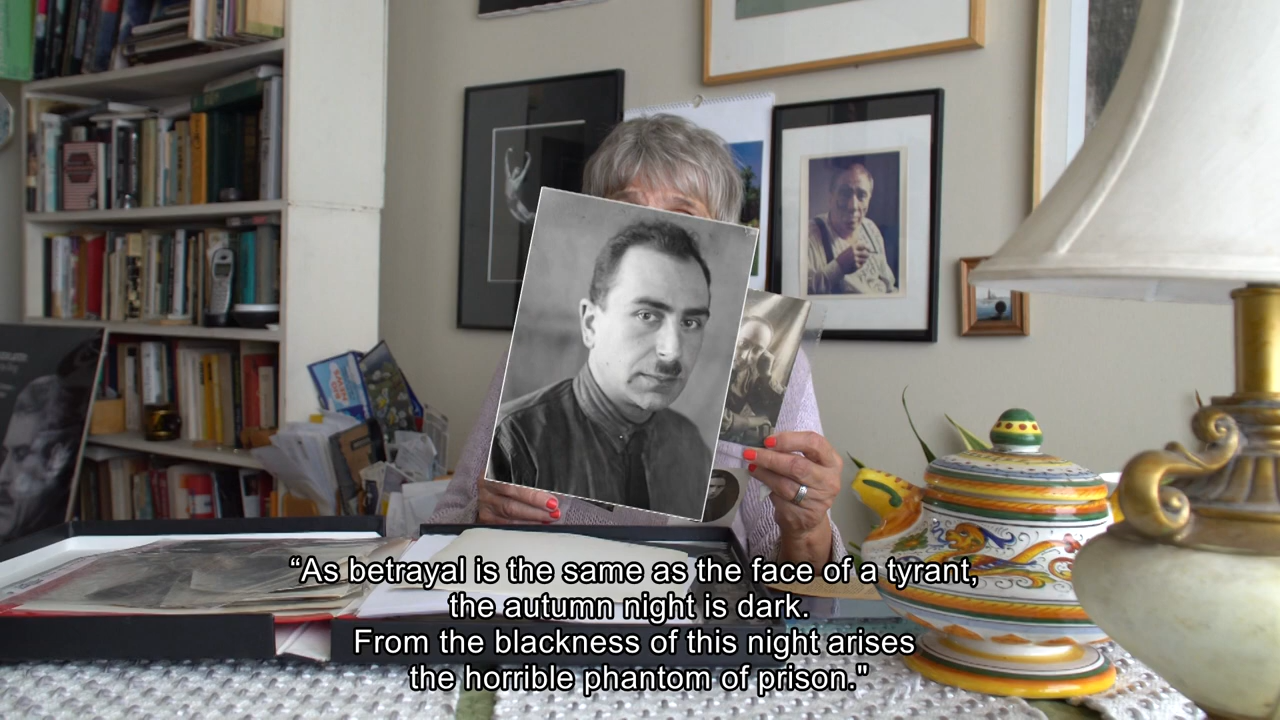 “As betrayal is the same as the face of a tyrant,
the autumn night is dark.
From the blackness of this night arises
the horrible phantom of prison."